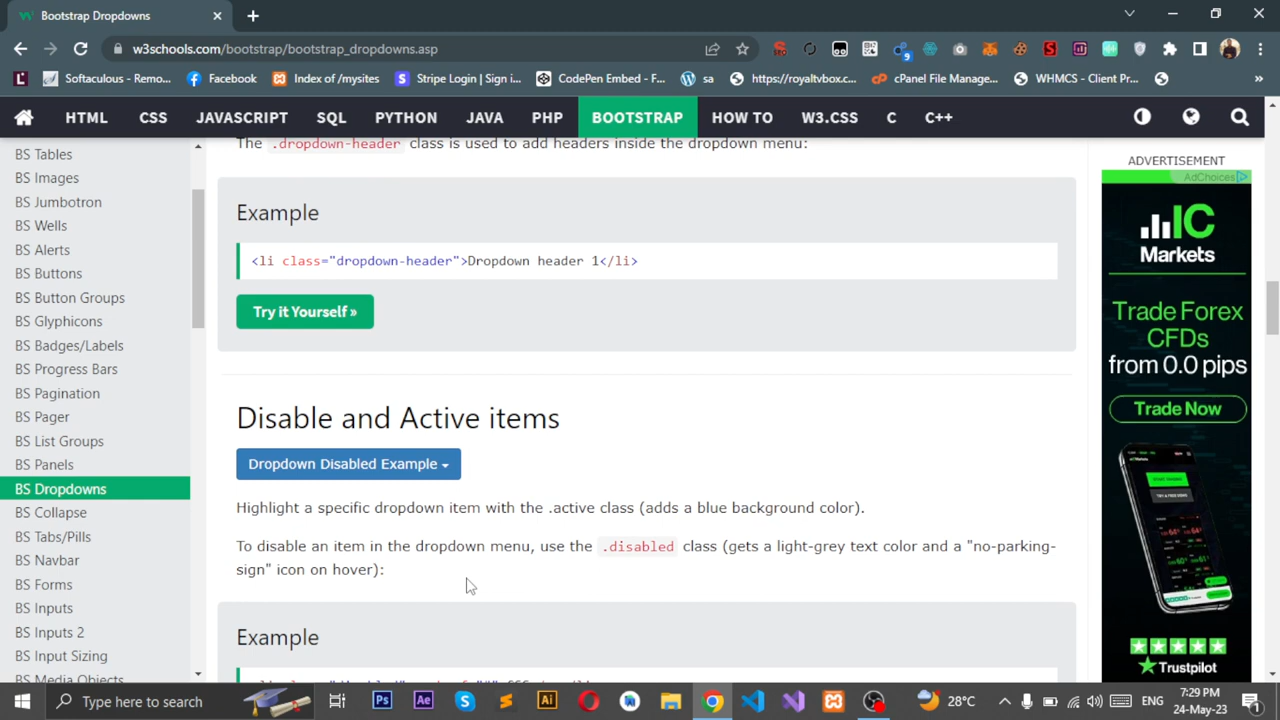 Bootstrap Dropdowns
w3schools.com/bootstrap/bootstrap_dropdowns.asp
9
Softaculous - Remo...
Facebook
Index of /mysites
Stripe Login | Sign i...
CodePen Embed - F...
sa
https://royaltvbox.c...
cPanel File Manage...
WHMCS - Client Pr...
»
HTML
CSS
JAVASCRIPT
SQL
PYTHON
JAVA
PHP
BOOTSTRAP
HOW TO
W3.CSS
C
C++
BS Tables
BS Images
BS Jumbotron
BS Wells
BS Alerts
BS Buttons
BS Button Groups
BS Glyphicons
BS Badges/Labels
BS Progress Bars
BS Pagination
BS Pager
BS List Groups
BS Panels
BS Dropdowns
BS Collapse
BS Tabs/Pills
BS Navbar
BS Forms
BS Inputs
BS Inputs 2
BS Input Sizing
BS Media Objects
The .dropdown-header class is used to add headers inside the dropdown menu:
Example
<li class="dropdown-header">Dropdown header 1</li>
Try it Yourself »
Disable and Active items
Dropdown Disabled Example
Highlight a specific dropdown item with the .active class (adds a blue background color).
To disable an item in the dropdown menu, use the .disabled class (gets a light-grey text color and a "no-parking-
sign" icon on hover):
Example
ADVERTISEMENT
AdChoices
IC
Markets
Trade Forex
CFDs
from 0.0 pips
Trade Now
Trustpilot
Type here to search
Ps
Ae
Ai
28°C
ENG
7:29 PM
24-May-23